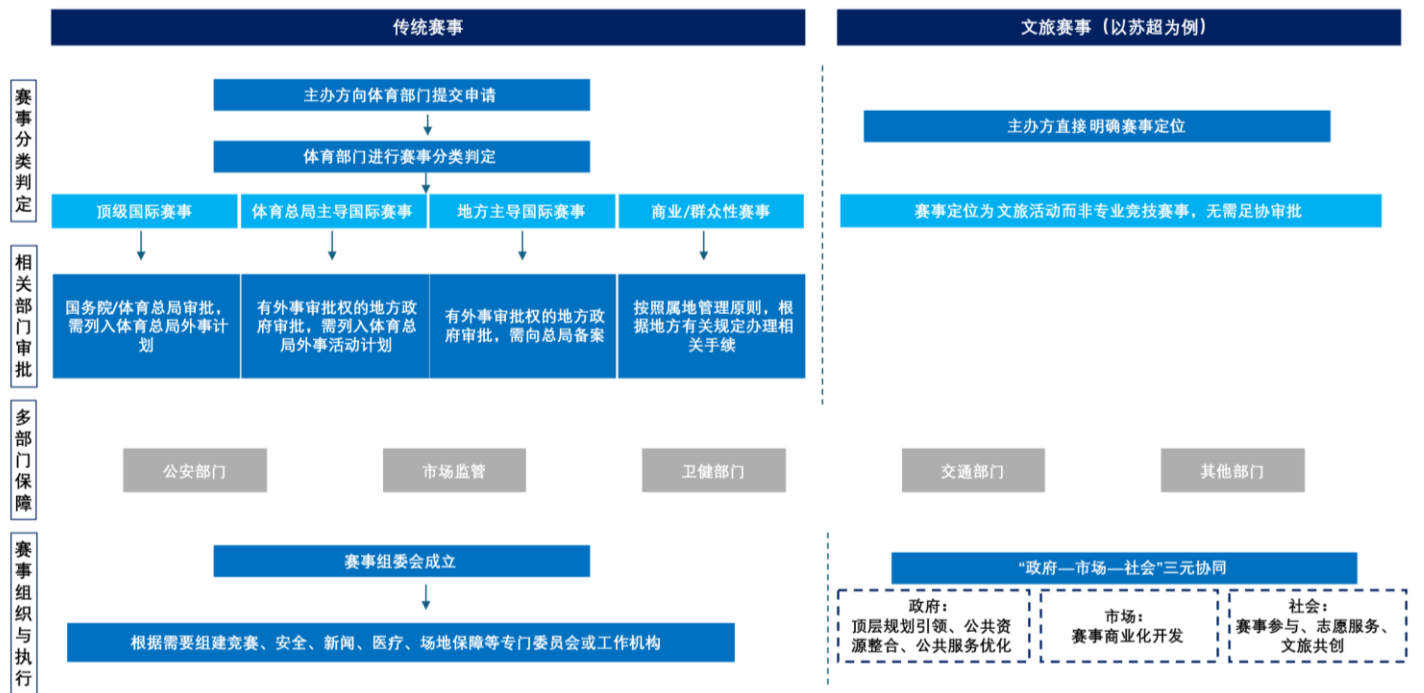 传统赛事
文旅赛事（以苏超为例）
赛事分类判定
主办方向体育部门提交申请
体育部门进行赛事分类判定
主办方直接明确赛事定位
顶级国际赛事
体育总局主导国际赛事
地方主导国际赛事
商业/群众性赛事
赛事定位为文旅活动而非专业竞技赛事，无需足协审批
相关部门审批
国务院/体育总局审批，
需列入体育总局外事计
划
有外事审批权的地方政
府审批，需列入体育总
局外事活动计划
有外事审批权的地方政
府审批，需向总局备案
按照属地管理原则，根
据地方有关规定办理相
关手续
多部门保障
公安部门
市场监管
卫健部门
交通部门
其他部门
赛事组织与执行
赛事组委会成立
根据需要组建竞赛、安全、新闻、医疗、场地保障等专门委员会或工作机构
“政府—市场—社会”三元协同
政府：
顶层规划引领、公共资
源整合、公共服务优化
市场：
赛事商业化开发
社会：
赛事参与、志愿服务、
文旅共创